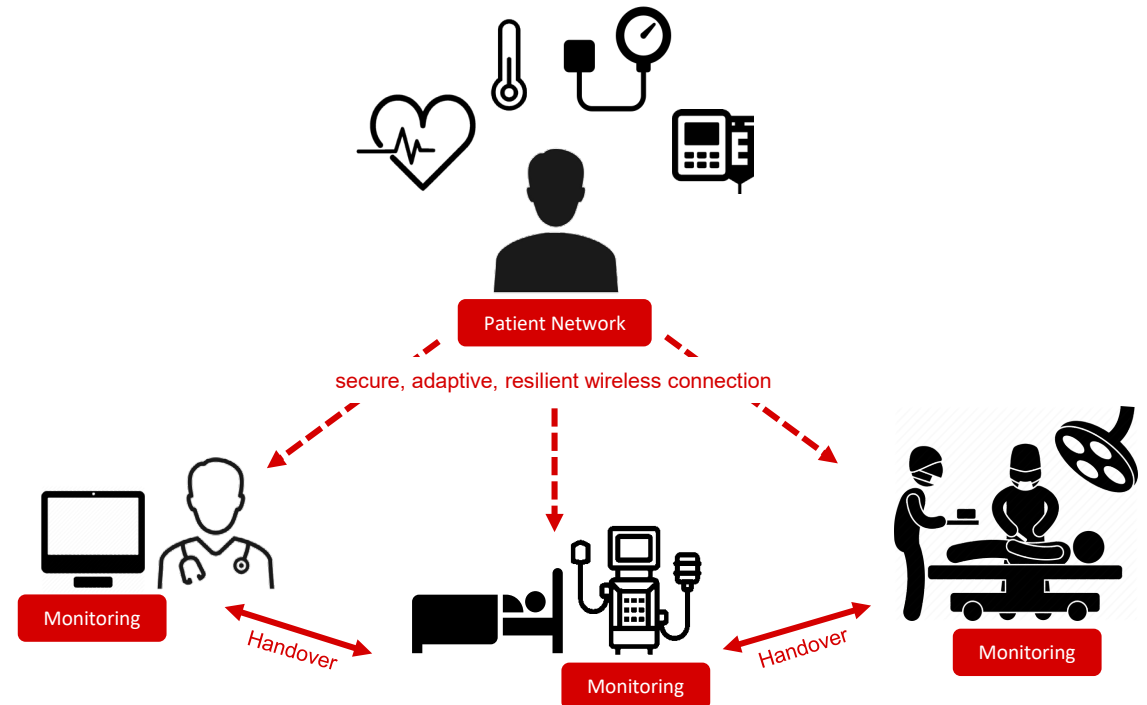 Patient Network
secure, adaptive, resilient wireless connection
Monitoring
Handover
Monitoring
Handover
Monitoring